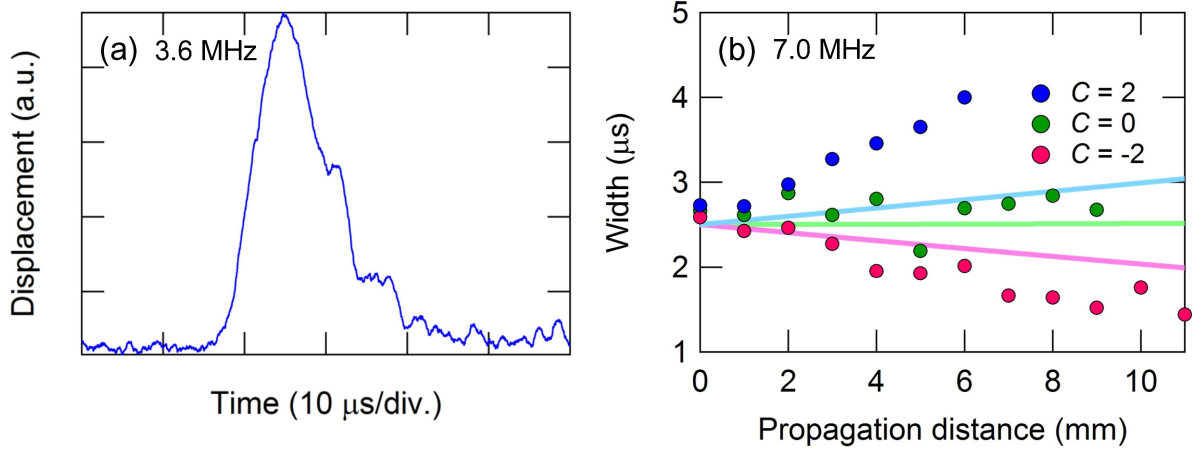 (a) 3.6 MHz
Displacement (a.u.)
Time (10 μs/div.)
(b) 7.0 MHz
C = 2
C = 0
C = -2
Width (μs)
5
4
3
2
1
0 2 4 6 8 10
Propagation distance (mm)